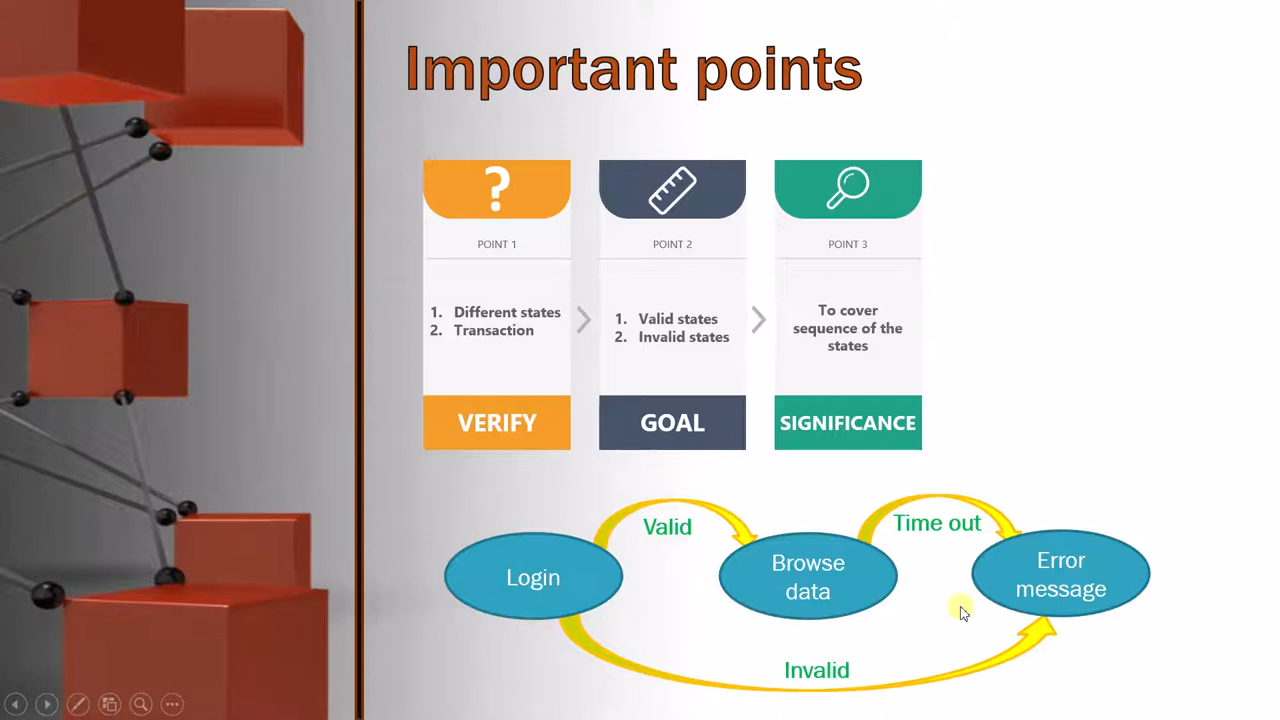 Important points
?
POINT 1
1. Different states
2. Transaction
VERIFY
POINT 2
1. Valid states
2. Invalid states
GOAL
POINT 3
To cover
sequence of the
states
SIGNIFICANCE
Valid
Time out
Login
Browse
data
Error
message
Invalid